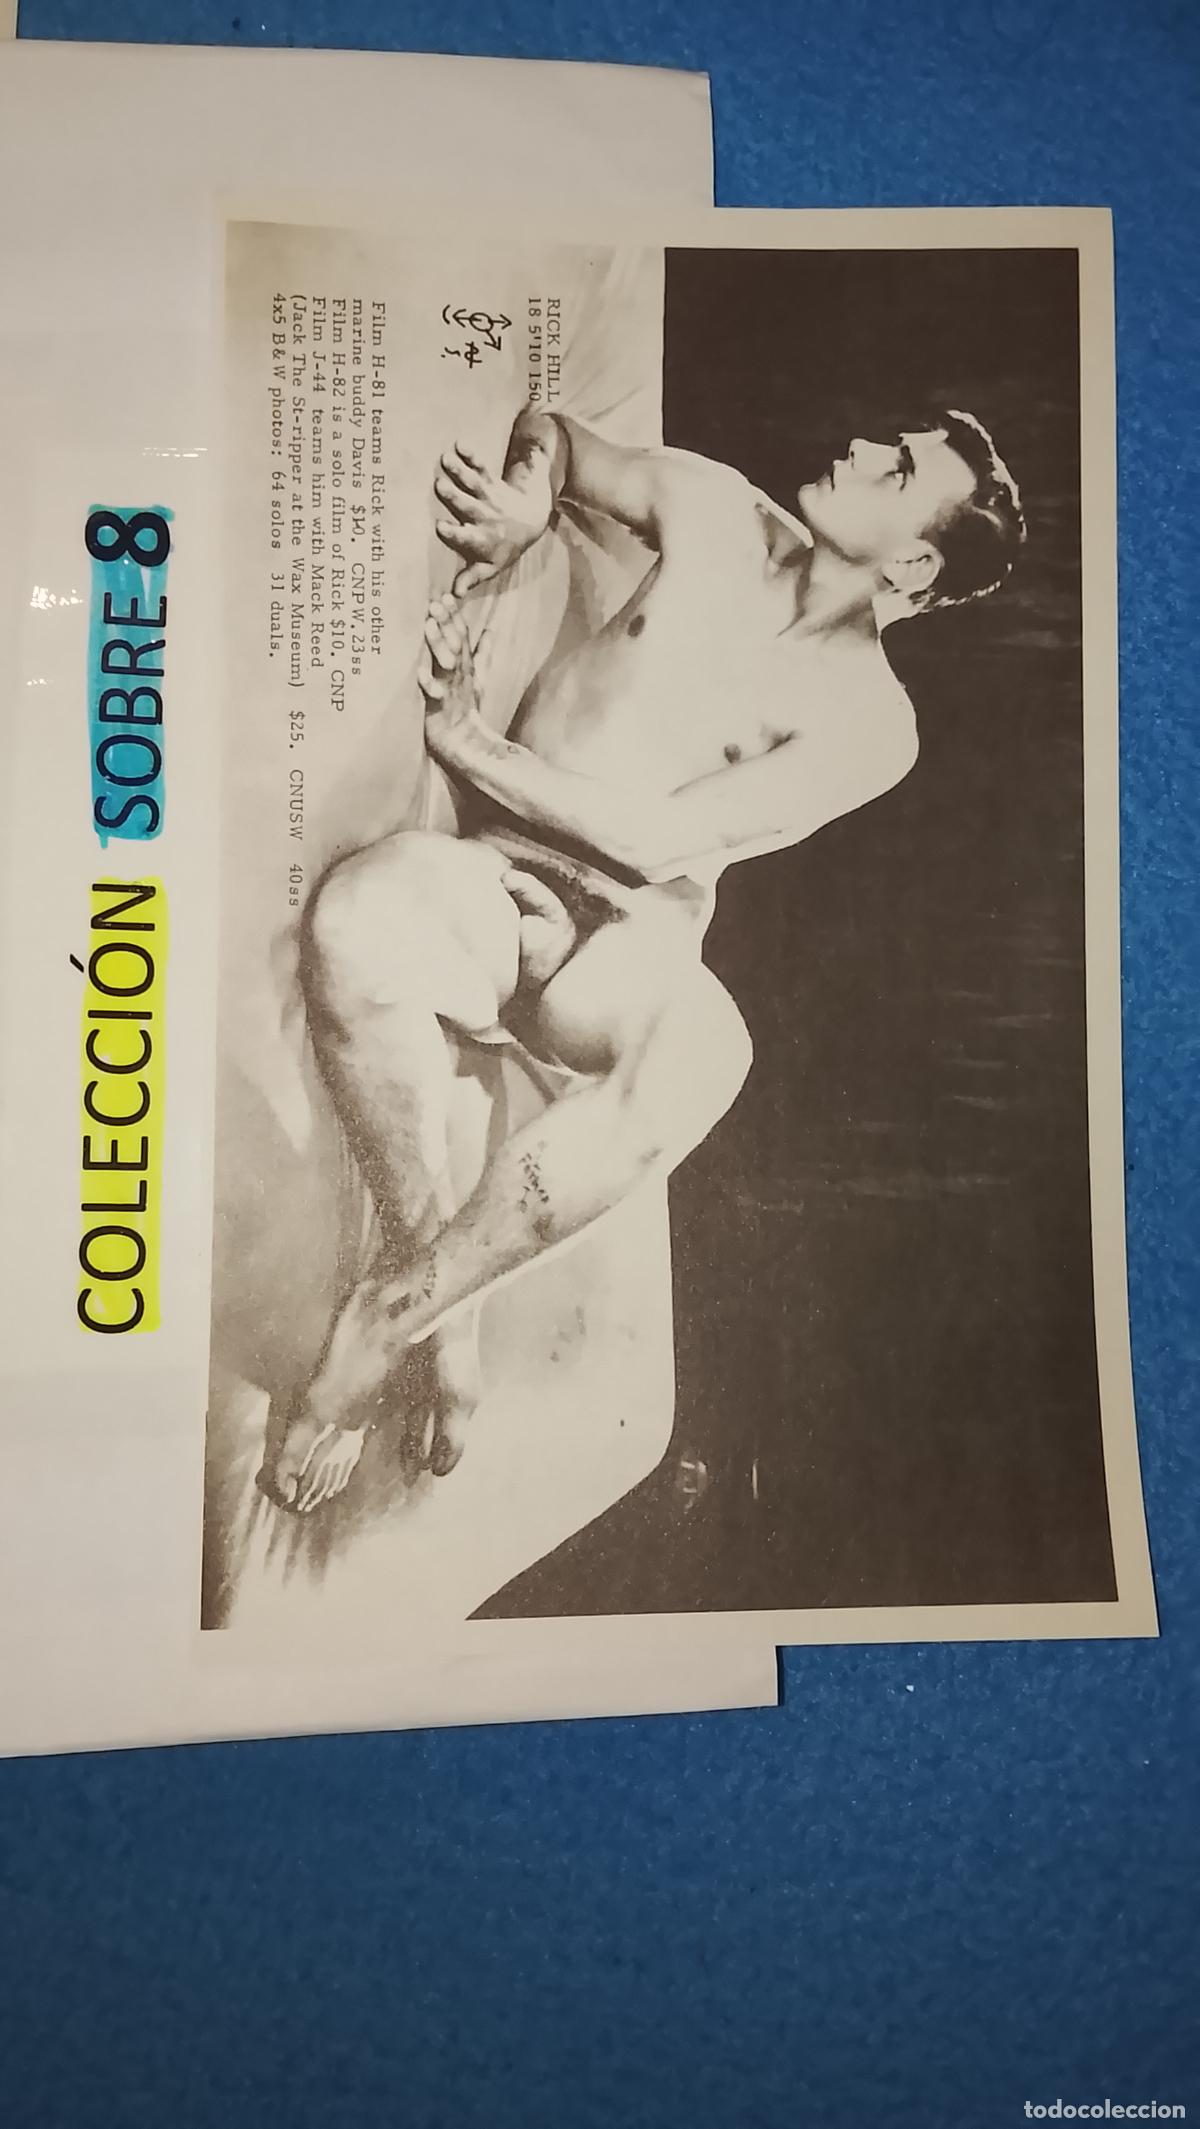 RICK HILL
18 5'10 150
Film H-81 teams Rick with his other
marine buddy Davis $10. CNPW. 23ss
Film H-82 is a solo film of Rick $10. CNP
Film J-44 teams him with Mack Reed
(Jack The St-ripper at the Wax Museum) $25. CNUSW 40ss
4x5 B&W photos: 64 solos 31 duals.
COLECCIÓN SOBRE 8
todocoleccion